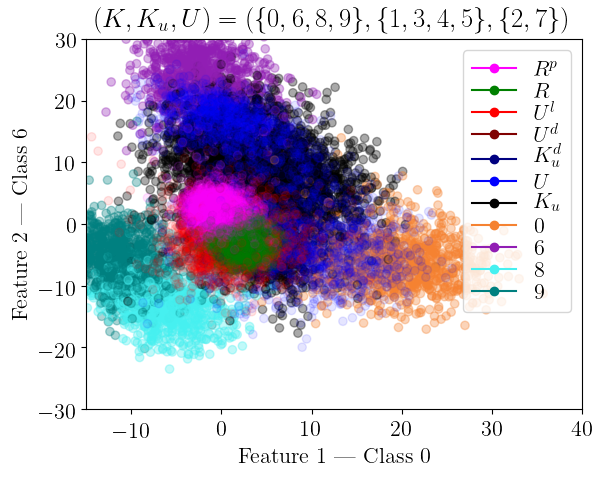 (K, K_u, U) = ({0, 6, 8, 9}, {1, 3, 4, 5}, {2, 7})
30
20
10
0
−10
−20
−30
Feature 2 — Class 6
R^p
R
U^l
U^d
K_u^d
U
K_u
0
6
8
9
−10
0
10
20
30
40
Feature 1 — Class 0